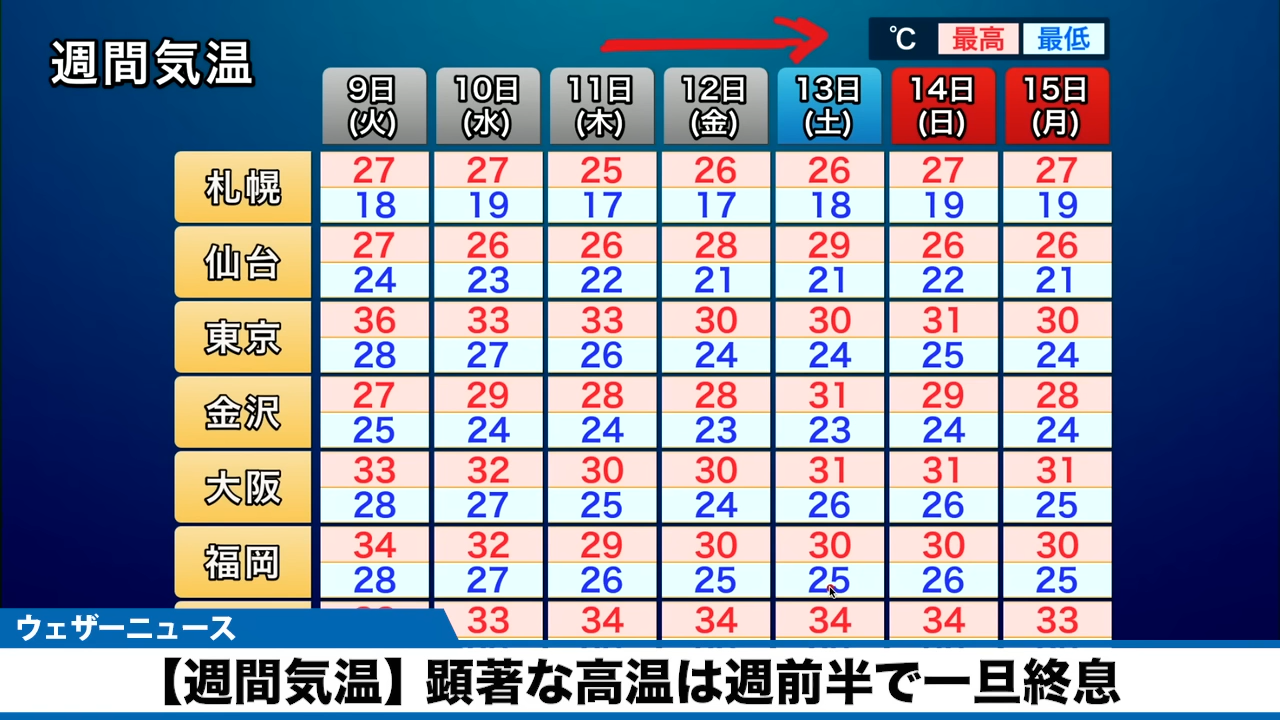 週間気温
℃ 最高 最低
9日 10日 11日 12日 13日 14日 15日
(火) (水) (木) (金) (土) (日) (月)
札幌 27 27 25 26 26 27 27
18 19 17 17 18 19 19
仙台 27 26 26 28 29 26 26
24 23 22 21 21 22 21
東京 36 33 33 30 30 31 30
28 27 26 24 24 25 24
金沢 27 29 28 28 31 29 28
25 24 24 23 23 24 24
大阪 33 32 30 30 31 31 31
28 27 25 24 26 26 25
福岡 34 32 29 30 30 30 30
28 27 26 25 25 26 25
33 34 34 34 34 33
ウェザーニュース
【週間気温】顕著な高温は週前半で一旦終息